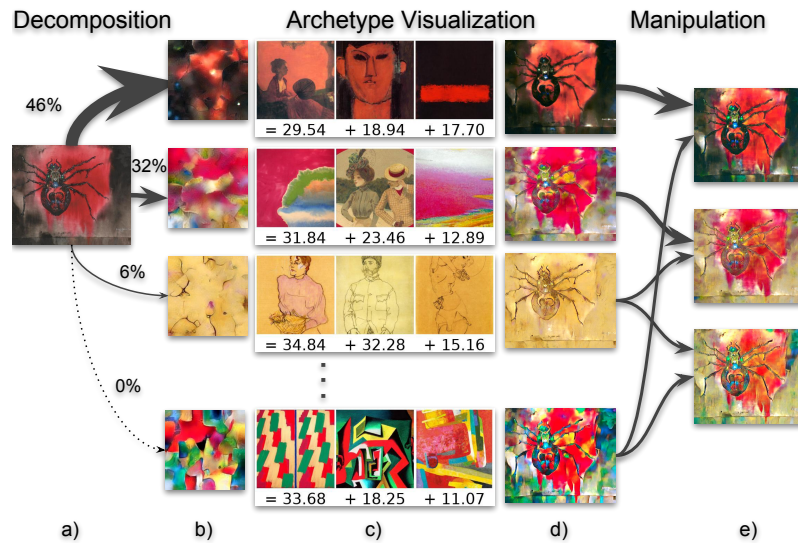 Decomposition
Archetype Visualization
Manipulation
46%
= 29.54 + 18.94 + 17.70
32%
= 31.84 + 23.46 + 12.89
6%
= 34.84 + 32.28 + 15.16
0%
= 33.68 + 18.25 + 11.07
a)
b)
c)
d)
e)